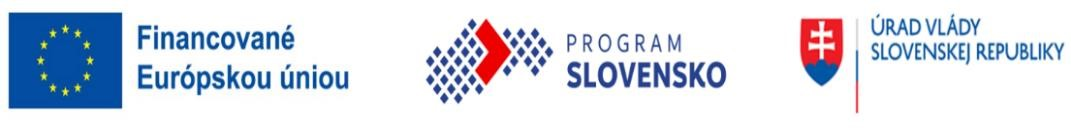 Financované
Európskou úniou
PROGRAM
SLOVENSKO
ÚRAD VLÁDY
SLOVENSKEJ REPUBLIKY